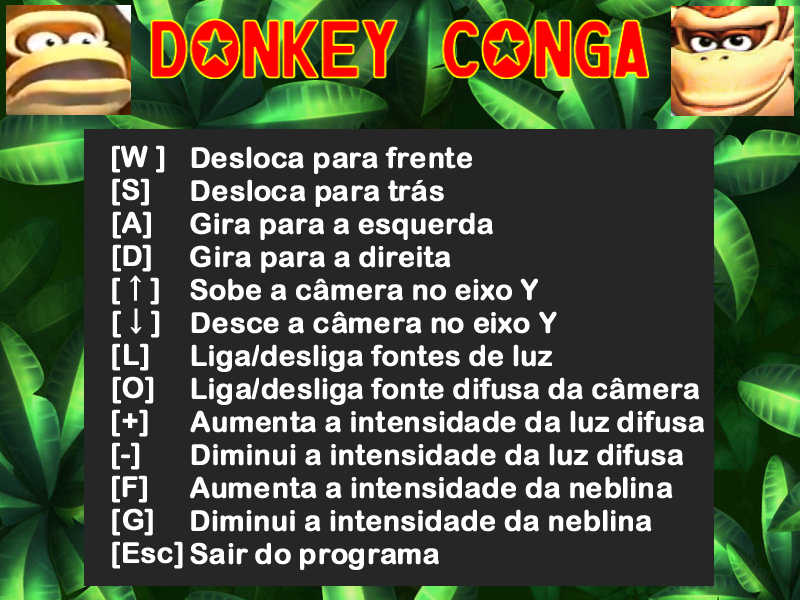 DONKEY CONGA
[W ] Desloca para frente
[S] Desloca para trás
[A] Gira para a esquerda
[D] Gira para a direita
[↑] Sobe a câmera no eixo Y
[↓] Desce a câmera no eixo Y
[L] Liga/desliga fontes de luz
[O] Liga/desliga fonte difusa da câmera
[+] Aumenta a intensidade da luz difusa
[-] Diminui a intensidade da luz difusa
[F] Aumenta a intensidade da neblina
[G] Diminui a intensidade da neblina
[Esc] Sair do programa